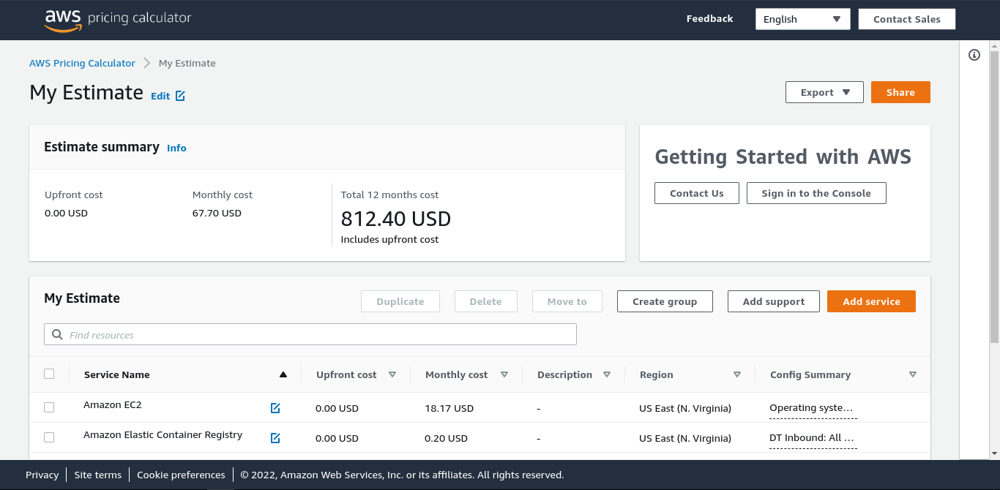 aws pricing calculator
Feedback
English
Contact Sales
AWS Pricing Calculator
My Estimate
My Estimate
Edit
Export
Share
Estimate summary
Info
Upfront cost
0.00 USD
Monthly cost
67.70 USD
Total 12 months cost
812.40 USD
Includes upfront cost
Getting Started with AWS
Contact Us
Sign in to the Console
My Estimate
Duplicate
Delete
Move to
Create group
Add support
Add service
Find resources
Service Name Upfront cost Monthly cost Description Region Config Summary
Amazon EC2 0.00 USD 18.17 USD - US East (N. Virginia) Operating syste…
Amazon Elastic Container Registry 0.00 USD 0.20 USD - US East (N. Virginia) DT Inbound: All …
Privacy
Site terms
Cookie preferences
© 2022, Amazon Web Services, Inc. or its affiliates. All rights reserved.